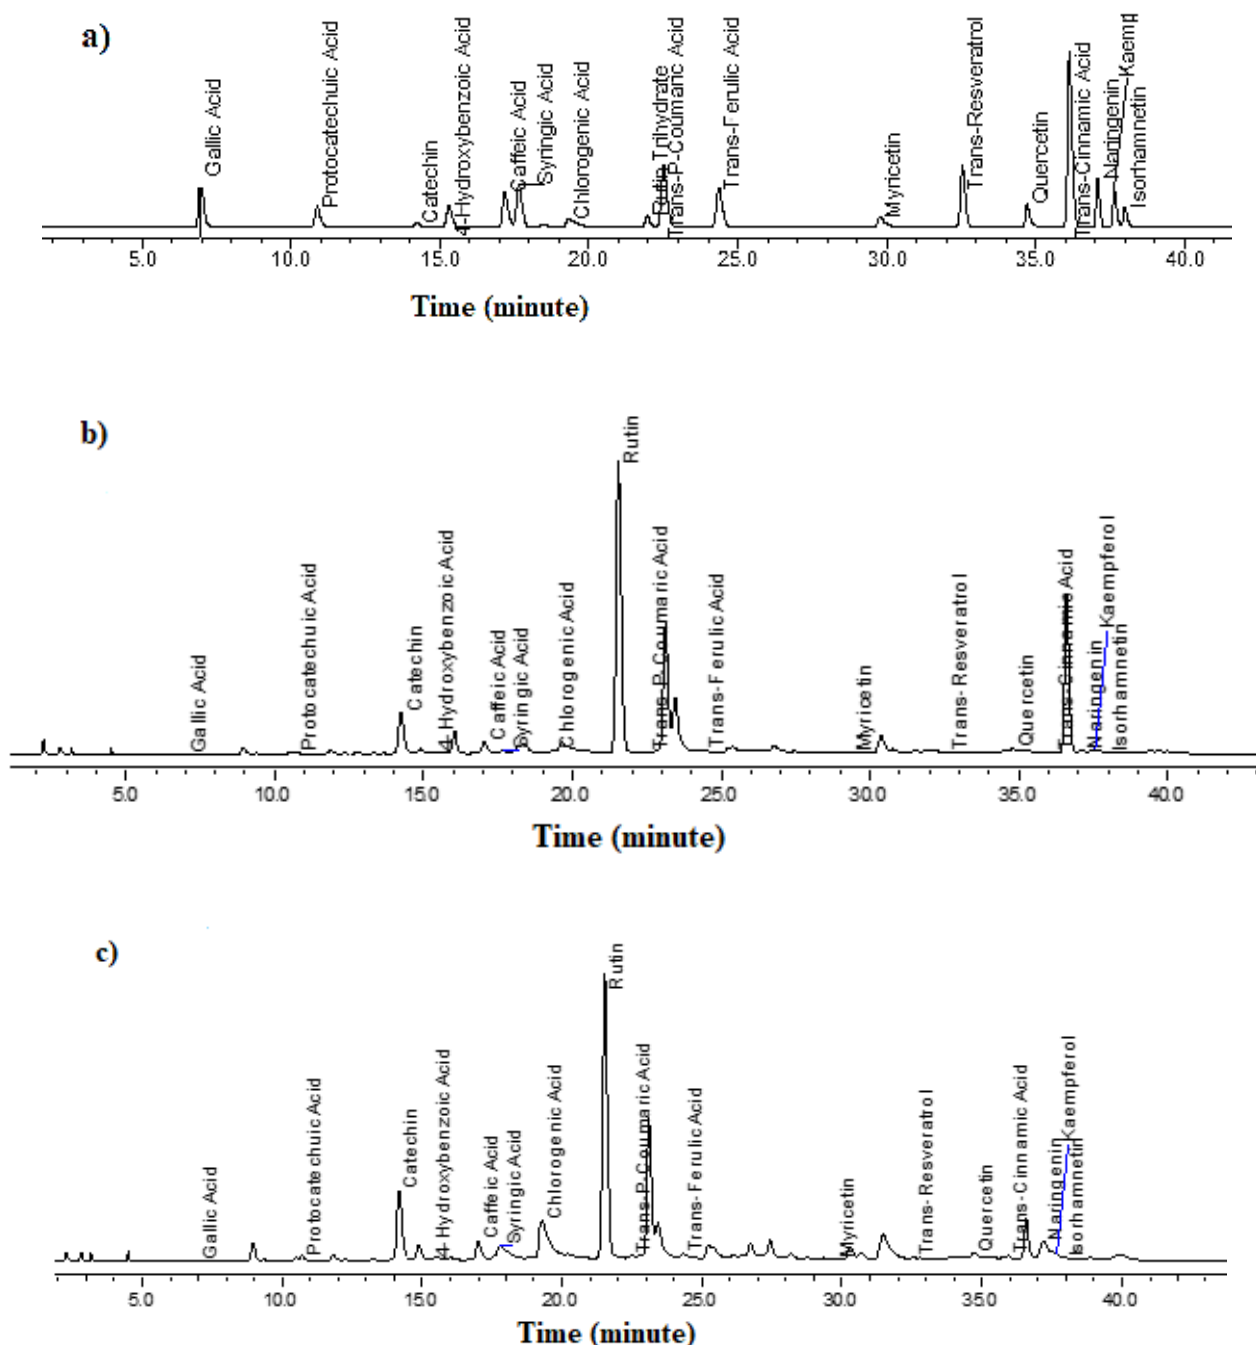 a)
Gallic Acid
Protocatechuic Acid
Catechin
4-Hydroxybenzoic Acid
Caffeic Acid
Syringic Acid
Chlorogenic Acid
Rutin Trihydrate
Trans-P-Coumaric Acid
Trans-Ferulic Acid
Myricetin
Trans-Resveratrol
Quercetin
Trans-Cinnamic Acid
Naringenin
Kaemp
Isorhamnetin
5.0 10.0 15.0 20.0 25.0 30.0 35.0 40.0
Time (minute)
b)
Gallic Acid
Protocatechuic Acid
Catechin
4-Hydroxybenzoic Acid
Caffeic Acid
Syringic Acid
Chlorogenic Acid
Rutin
Trans-P-Coumaric Acid
Trans-Ferulic Acid
Myricetin
Trans-Resveratrol
Quercetin
Trans-Cinnamic Acid
Naringenin
Kaempferol
Isorhamnetin
5.0 10.0 15.0 20.0 25.0 30.0 35.0 40.0
Time (minute)
c)
Gallic Acid
Protocatechuic Acid
Catechin
4-Hydroxybenzoic Acid
Caffeic Acid
Syringic Acid
Chlorogenic Acid
Rutin
Trans-P-Coumaric Acid
Trans-Ferulic Acid
Myricetin
Trans-Resveratrol
Quercetin
Trans-Cinnamic Acid
Naringenin
Kaempferol
Isorhamnetin
5.0 10.0 15.0 20.0 25.0 30.0 35.0 40.0
Time (minute)